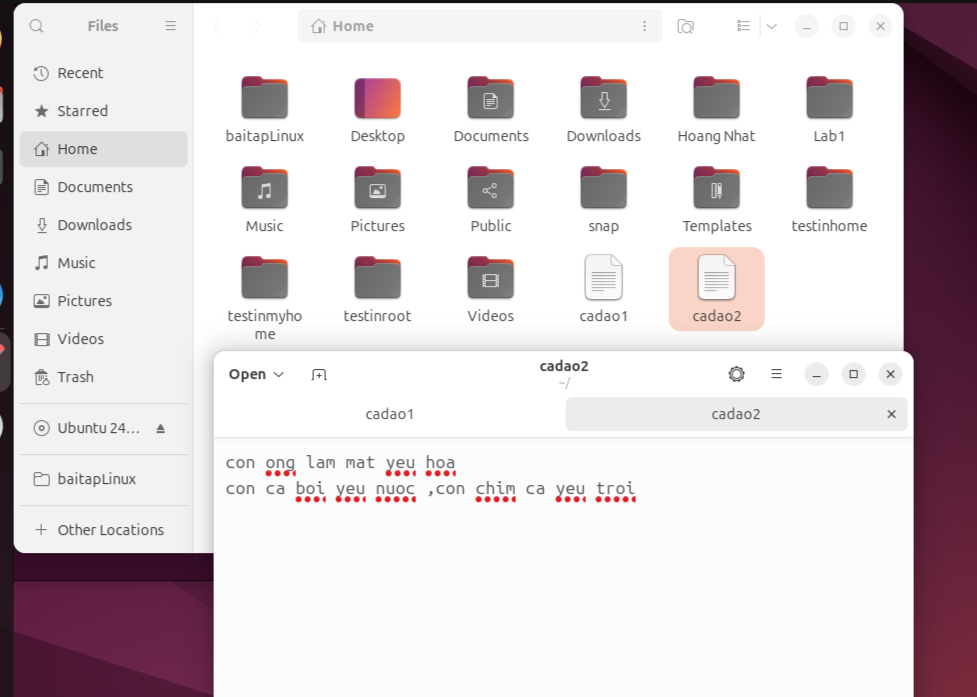 Files
Home
Recent
Starred
Home
Documents
Downloads
Music
Pictures
Videos
Trash
Ubuntu 24...
baitapLinux
+ Other Locations
baitapLinux
Desktop
Documents
Downloads
Hoang Nhat
Lab1
Music
Pictures
Public
snap
Templates
testinhome
testinmyho
me
testinroot
Videos
cadao1
cadao2
Open
cadao2
~/
cadao1
cadao2
con ong lam mat yeu hoa
con ca boi yeu nuoc ,con chim ca yeu troi